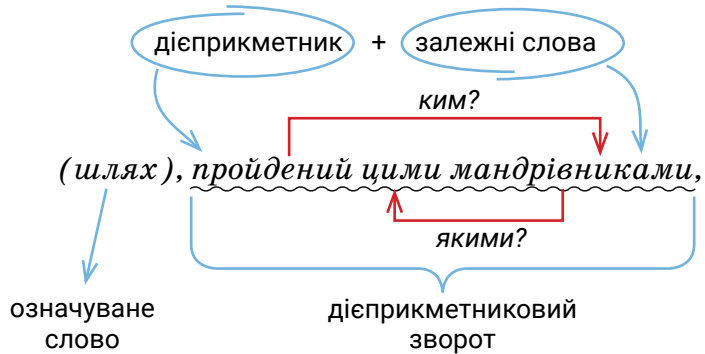 дієприкметник + залежні слова
ким?
(шлях), пройдений цими мандрівниками,
якими?
означуване
слово
дієприкметниковий
зворот